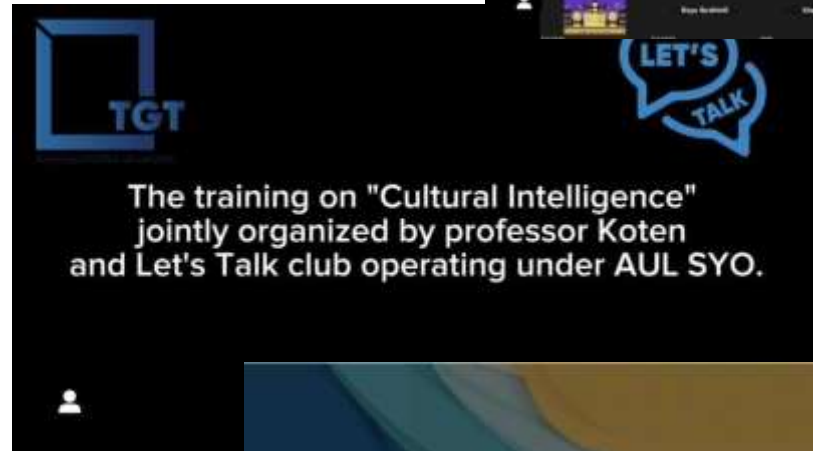 TGT
LET'S
TALK
The training on "Cultural Intelligence"
jointly organized by professor Koten
and Let's Talk club operating under AUL SYO.